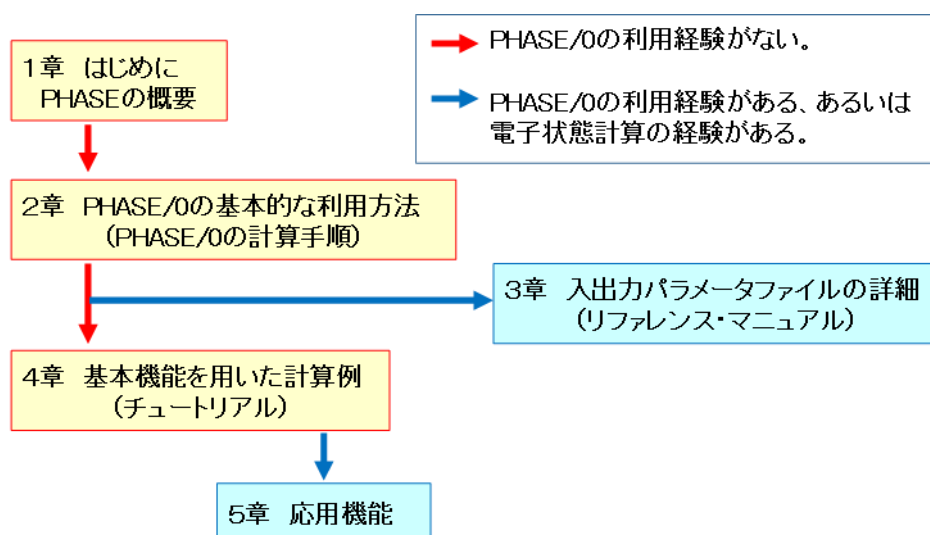 1章 はじめに
PHASEの概要
PHASE/0の利用経験がない。
PHASE/0の利用経験がある、あるいは
電子状態計算の経験がある。
2章 PHASE/0の基本的な利用方法
(PHASE/0の計算手順)
3章 入出力パラメータファイルの詳細
(リファレンス・マニュアル)
4章 基本機能を用いた計算例
(チュートリアル)
5章 応用機能